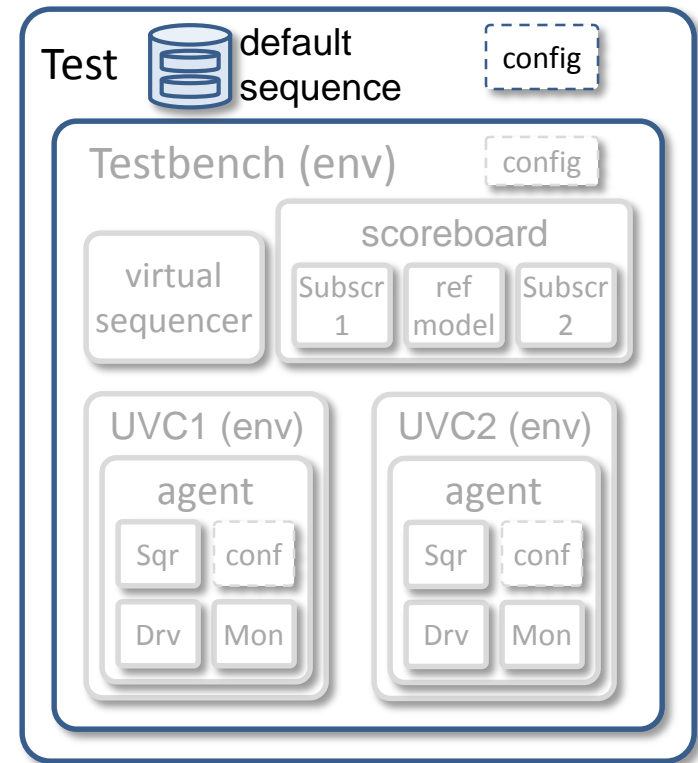 Test
default
sequence
config
Testbench (env)
config
virtual
sequencer
scoreboard
Subscr
1
ref
model
Subscr
2
UVC1 (env)
agent
Sqr
conf
Drv
Mon
UVC2 (env)
agent
Sqr
conf
Drv
Mon